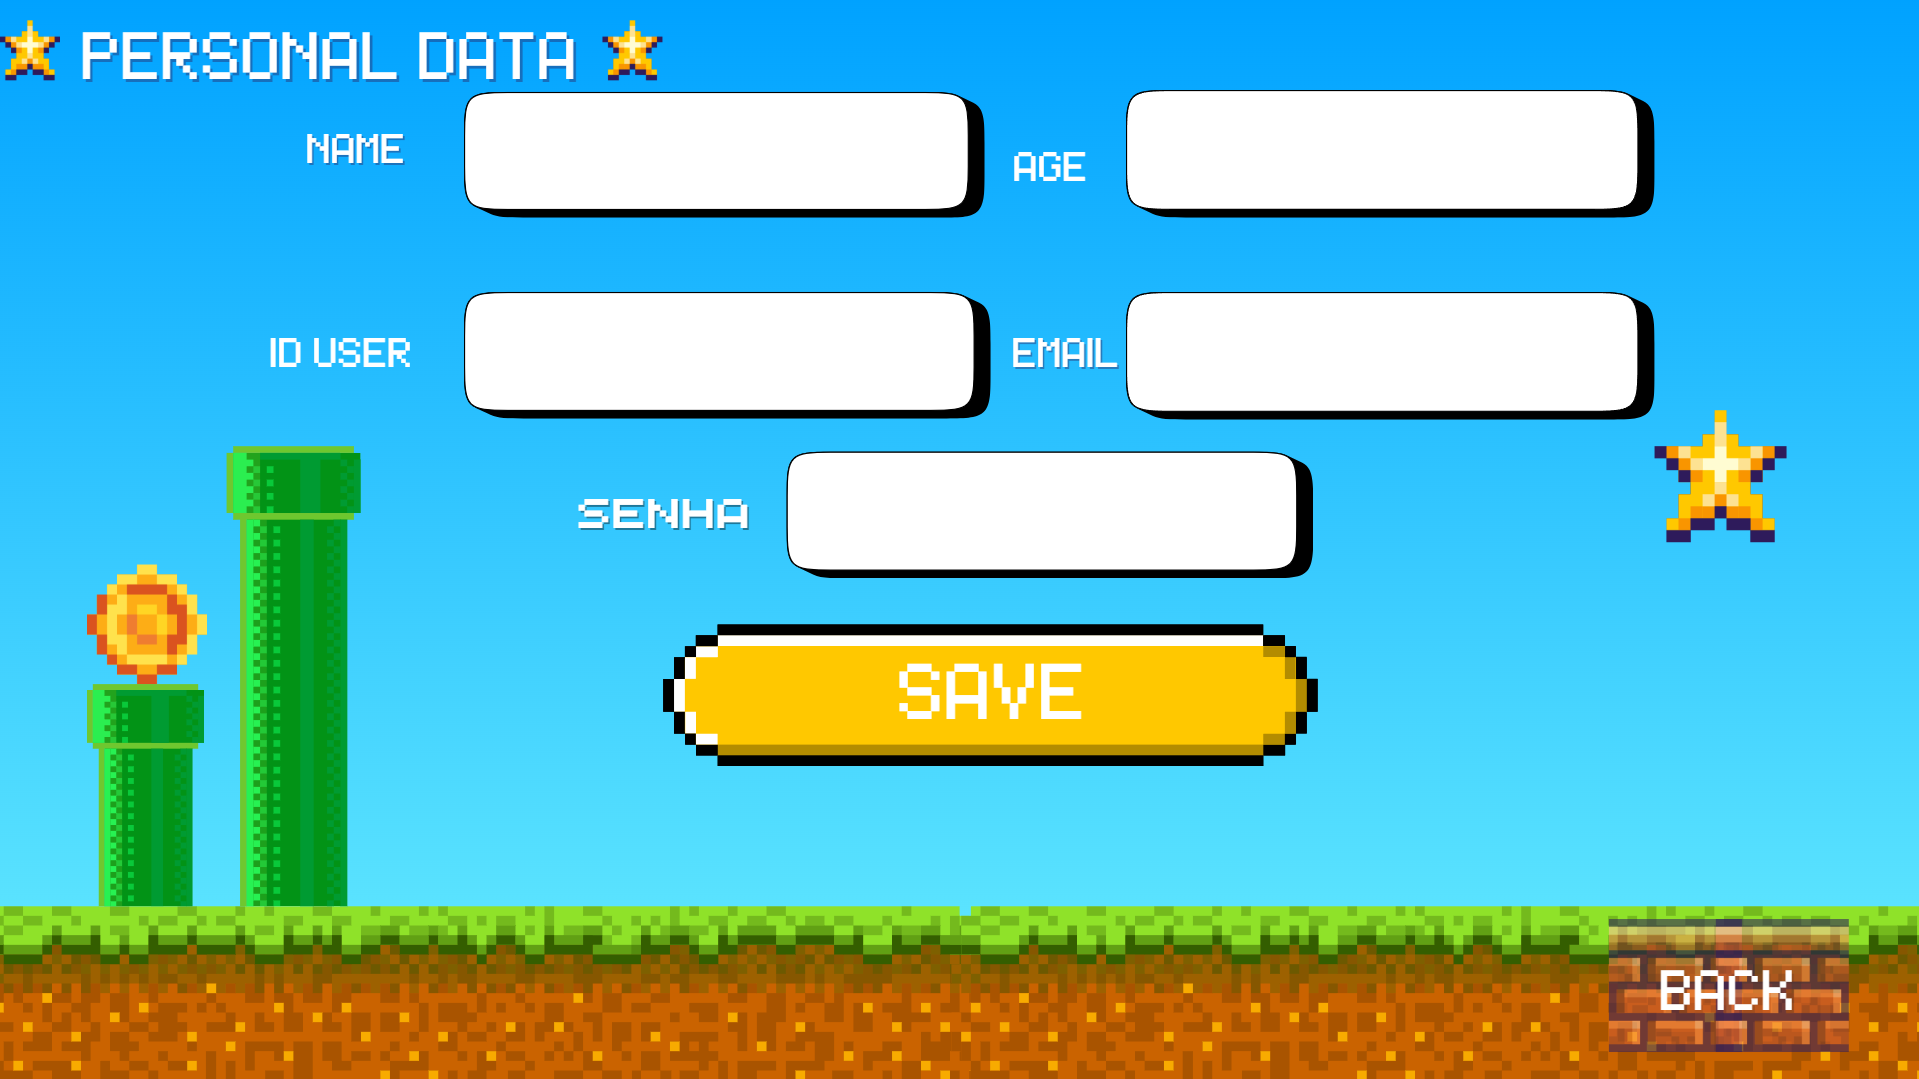 PERSONAL DATA
NAME
AGE
ID USER
EMAIL
SENHA
SAVE
BACK